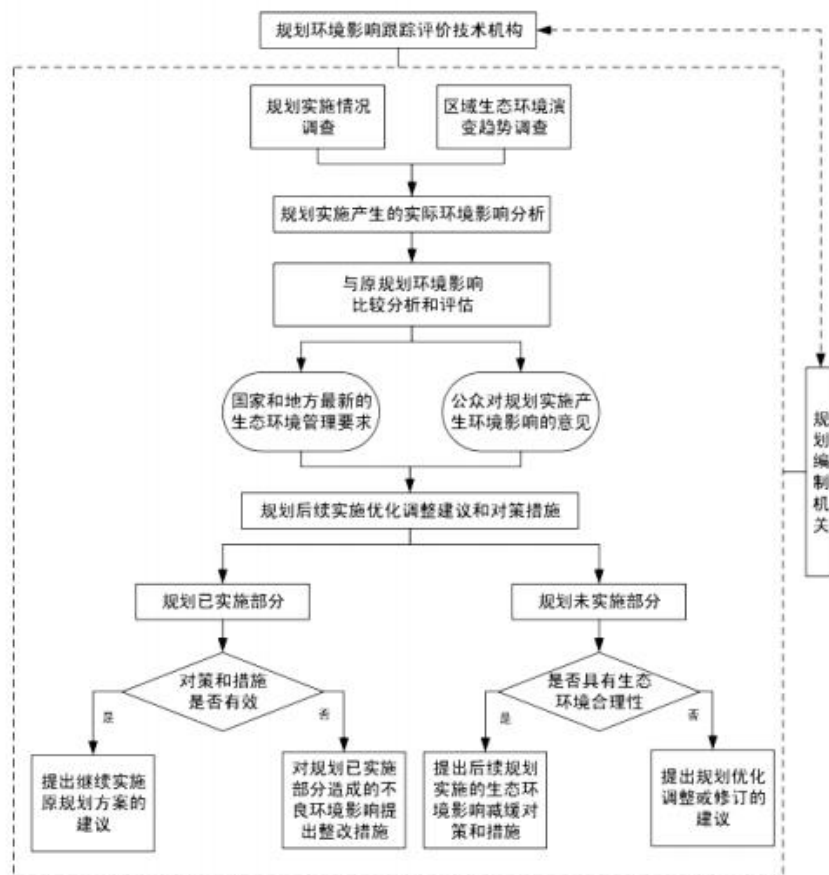 规划环境影响跟踪评价技术机构
规划实施情况
调查
区域生态环境演
变趋势调查
规划实施产生的实际环境影响分析
与原规划环境影响
比较分析和评估
国家和地方最新的
生态环境管理要求
公众对规划实施产
生环境影响的意见
规划编制机关
规划后续实施优化调整建议和对策措施
规划已实施部分
规划未实施部分
对策和措施
是否有效
是否具有生态
环境合理性
是
否
是
否
提出继续实施
原规划方案的
建议
对规划已实施
部分造成的不
良环境影响提
出整改措施
提出后续规划
实施的生态环
境影响减缓对
策和措施
提出规划优化
调整或修订的
建议